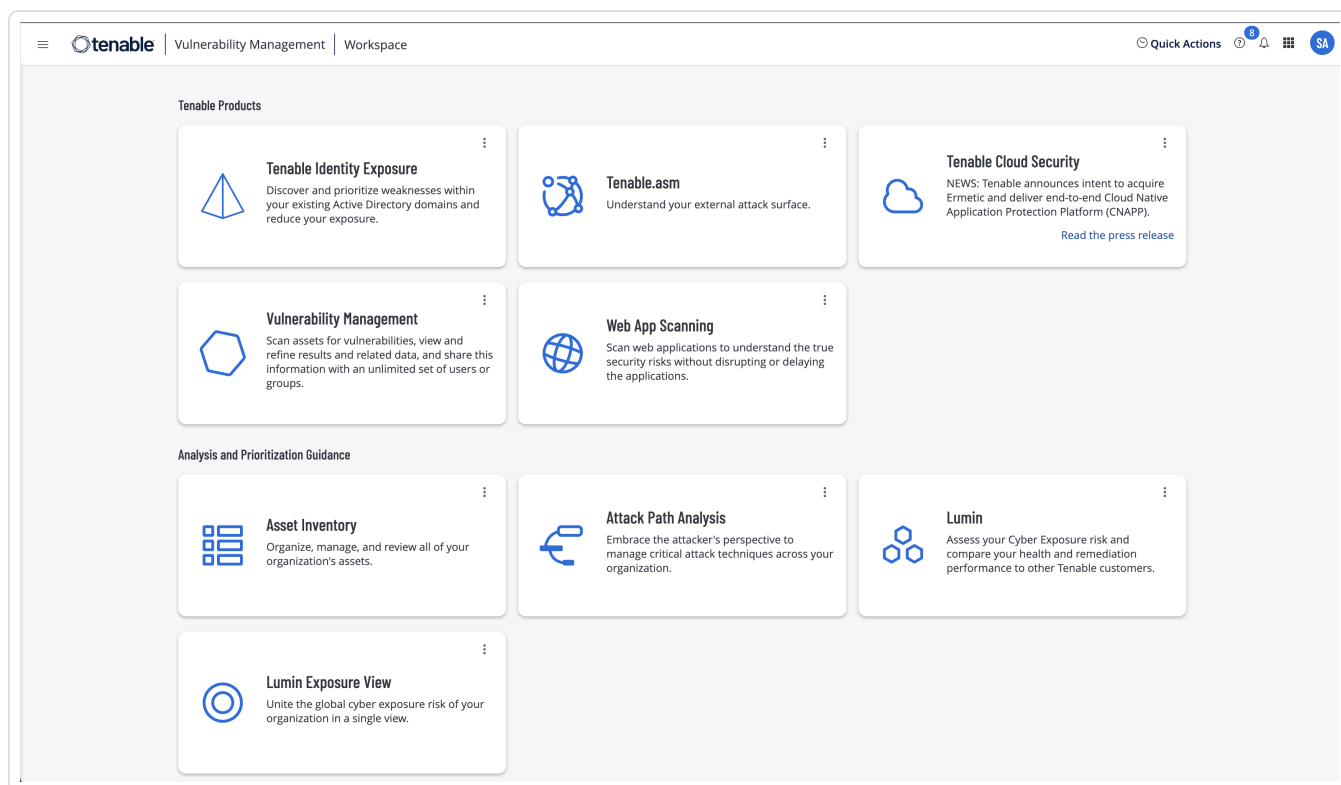 tenable Vulnerability Management Workspace
Quick Actions 8 SA
Tenable Products
Tenable Identity Exposure
Discover and prioritize weaknesses within
your existing Active Directory domains and
reduce your exposure.
Tenable.asm
Understand your external attack surface.
Tenable Cloud Security
NEWS: Tenable announces intent to acquire
Ermetic and deliver end-to-end Cloud Native
Application Protection Platform (CNAPP).
Read the press release
Vulnerability Management
Scan assets for vulnerabilities, view and
refine results and related data, and share this
information with an unlimited set of users or
groups.
Web App Scanning
Scan web applications to understand the true
security risks without disrupting or delaying
the applications.
Analysis and Prioritization Guidance
Asset Inventory
Organize, manage, and review all of your
organization's assets.
Attack Path Analysis
Embrace the attacker's perspective to
manage critical attack techniques across your
organization.
Lumin
Assess your Cyber Exposure risk and
compare your health and remediation
performance to other Tenable customers.
Lumin Exposure View
Unite the global cyber exposure risk of your
organization in a single view.